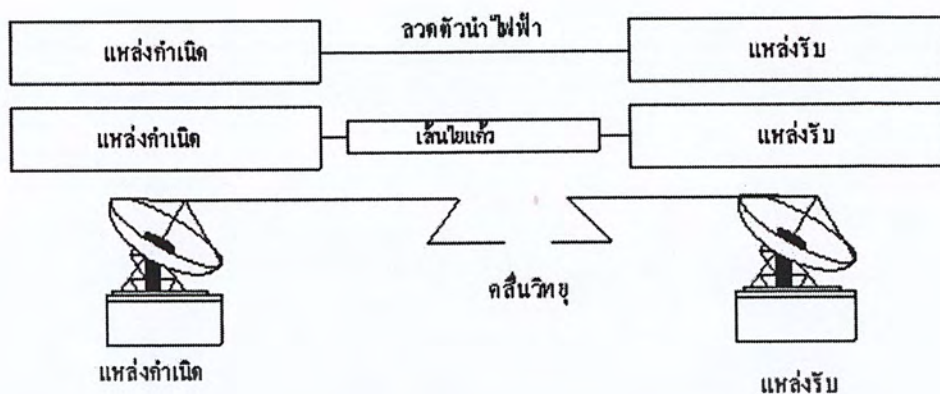 ลวดตัวนำไฟฟ้า
แหล่งกำเนิด
แหล่งรับ
แหล่งกำเนิด
เส้นใยแก้ว
แหล่งรับ
คลื่นวิทยุ
แหล่งกำเนิด
แหล่งรับ